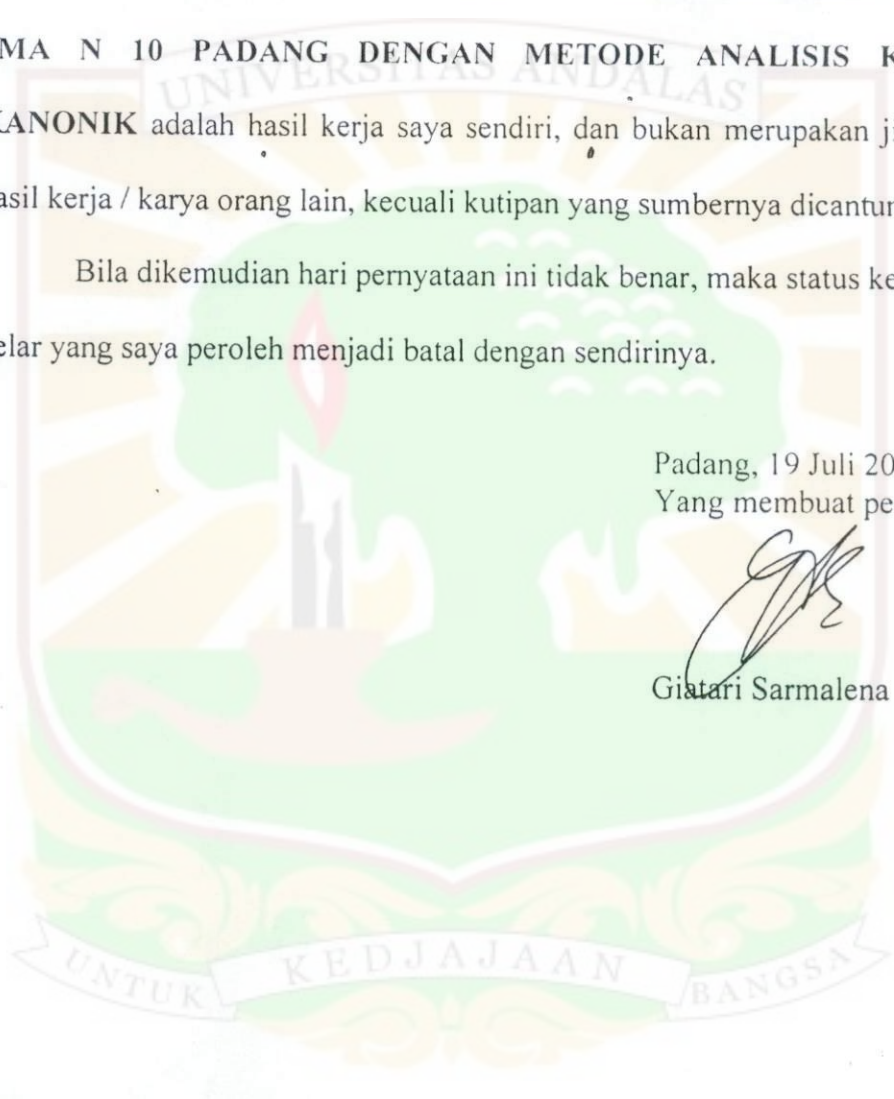 MA N 10 PADANG DENGAN METODE ANALISIS K
UNIVERSITAS ANDALAS
KANONIK adalah hasil kerja saya sendiri, dan bukan merupakan ji
asil kerja / karya orang lain, kecuali kutipan yang sumbernya dicantum
Bila dikemudian hari pernyataan ini tidak benar, maka status ke
elar yang saya peroleh menjadi batal dengan sendirinya.
Padang, 19 Juli 20
Yang membuat pe
Giatari Sarmalena
UNTUK KEDJAJAAN BANGSA